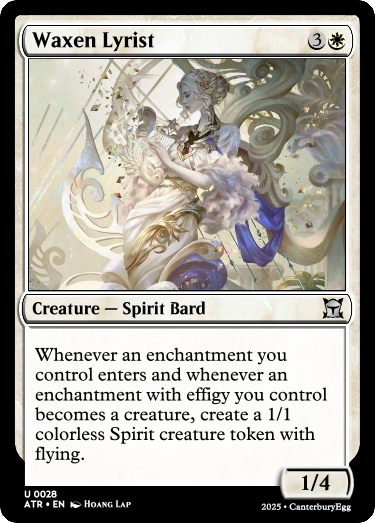 Waxen Lyrist 3
Creature — Spirit Bard
Whenever an enchantment you
control enters and whenever an
enchantment with effigy you control
becomes a creature, create a 1/1
colorless Spirit creature token with
flying.
1/4
U 0028
ATR • EN Hoang Lap
2025 • CanterburyEgg